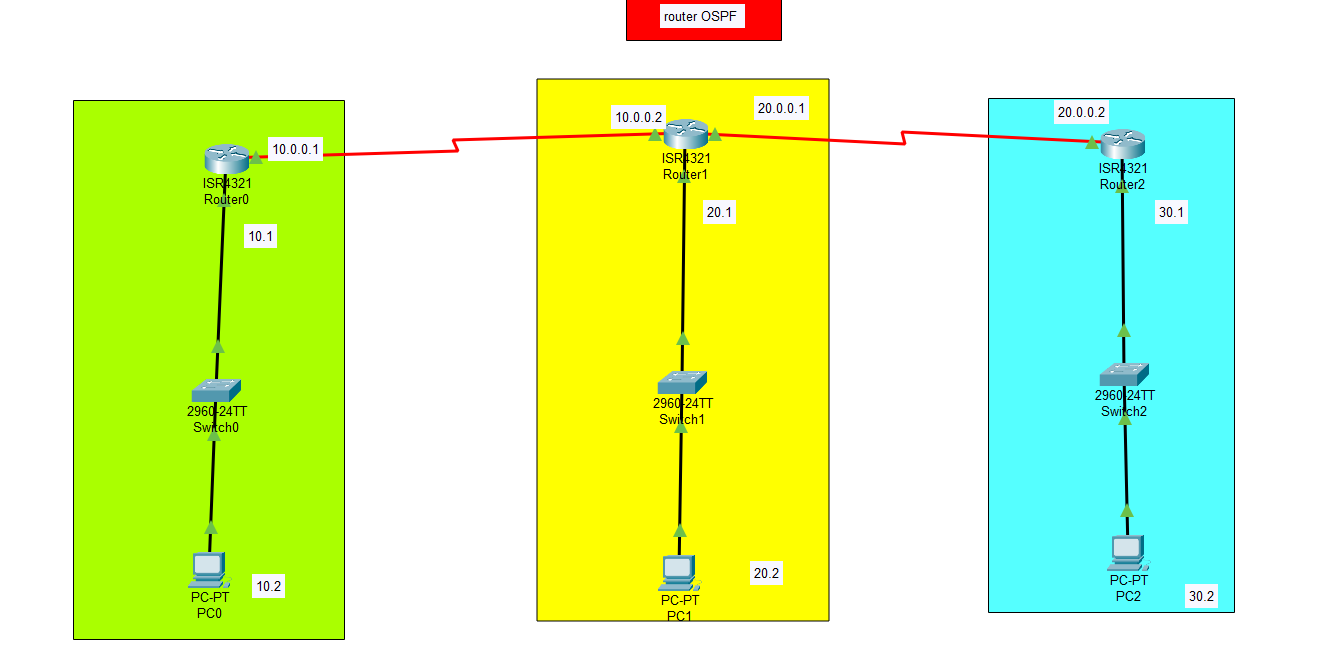 router OSPF
10.0.0.1
ISR4321
Router0
10.1
2960-24TT
Switch0
PC-PT
PC0
10.2
10.0.0.2
20.0.0.1
ISR4321
Router1
20.1
2960-24TT
Switch1
PC-PT
PC1
20.2
20.0.0.2
ISR4321
Router2
30.1
2960-24TT
Switch2
PC-PT
PC2
30.2